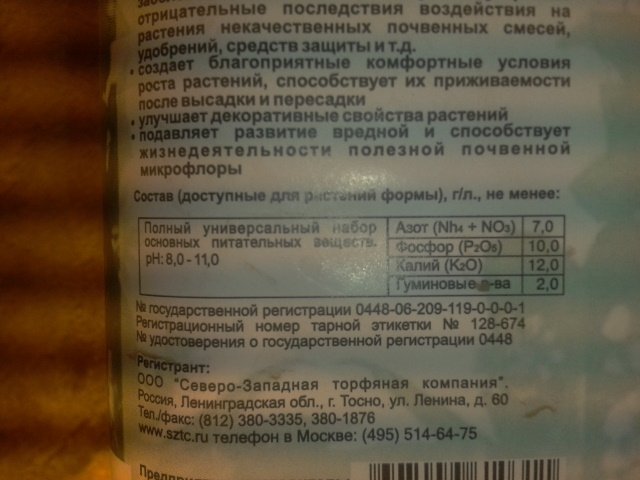 отрицательные последствия воздействия на
растения некачественных почвенных смесей,
удобрений, средств защиты и т.д.
• создает благоприятные комфортные условия
роста растений, способствует их приживаемости
после высадки и пересадки
• улучшает декоративные свойства растений
• подавляет развитие вредной и способствует
жизнедеятельности полезной почвенной
микрофлоры
Состав (доступные для растений формы), г/л., не менее:
Полный универсальный набор
основных питательных веществ.
pH: 8,0 - 11,0
Азот (Nh4 + NO3) 7,0
Фосфор (P2O5) 10,0
Калий (K2O) 12,0
Гуминовые в-ва 2,0
№ государственной регистрации 0448-06-209-119-0-0-0-1
Регистрационный номер тарной этикетки № 128-674
№ удостоверения о государственной регистрации 0448
Регистрант:
ООО "Северо-Западная торфяная компания".
Россия, Ленинградская обл., г. Тосно, ул. Ленина, д. 60
Тел./факс: (812) 380-3335, 380-1876
www.sztc.ru телефон в Москве: (495) 514-64-75